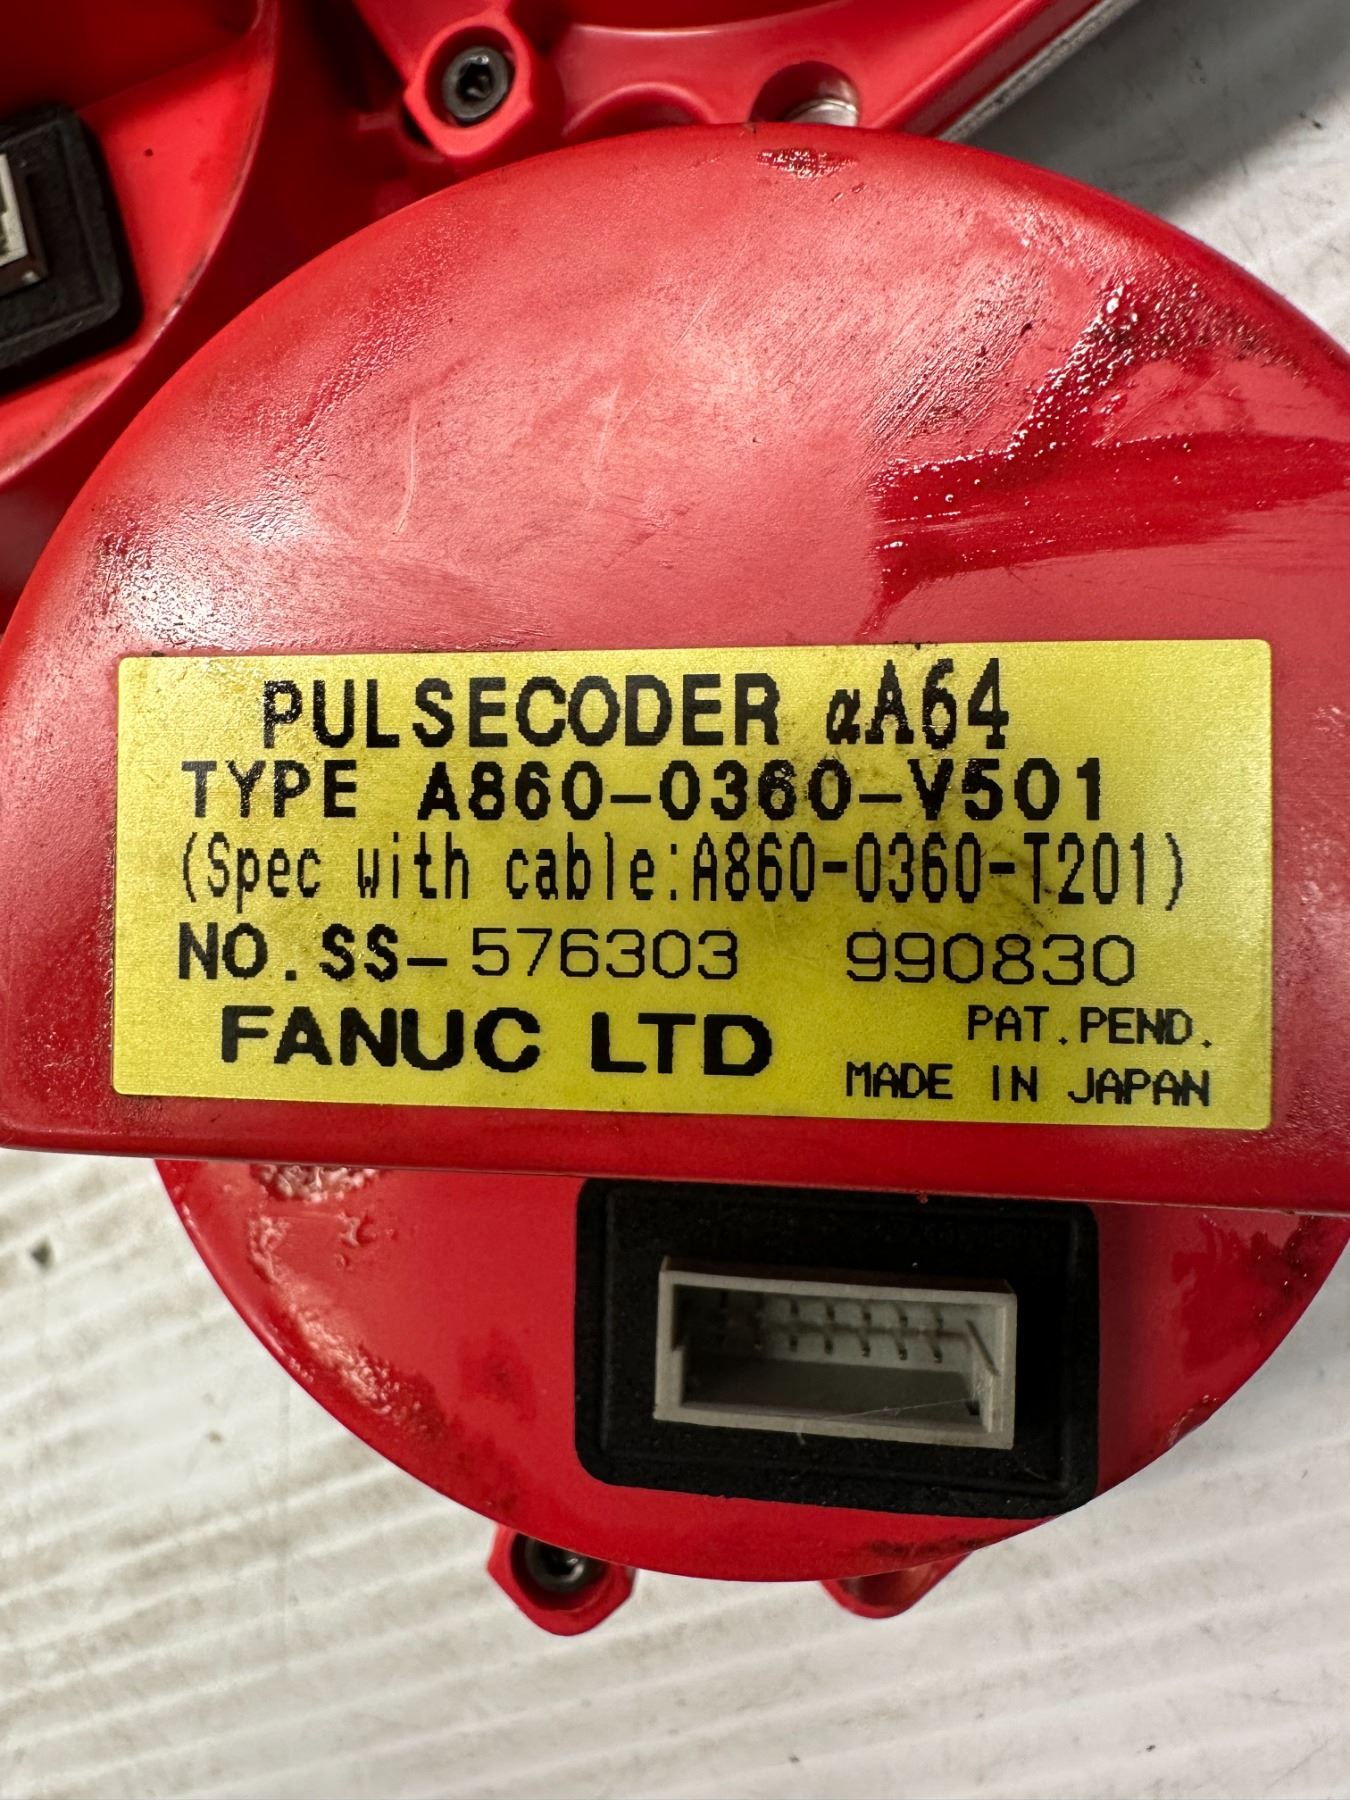 PULSECODER αA64
TYPE A860-0360-V501
(Spec with cable:A860-0360-T201)
NO.SS-576303 990830
FANUC LTD
PAT.PEND.
MADE IN JAPAN